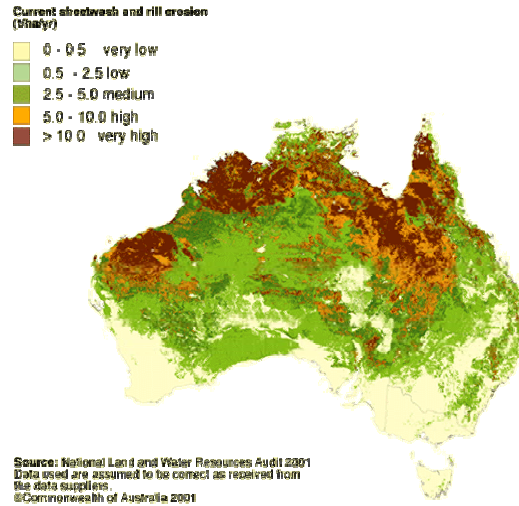 Current sheetwash and rill erosion
(t/ha/yr)
0 - 0.5 very low
0.5 - 2.5 low
2.5 - 5.0 medium
5.0 - 10.0 high
> 10.0 very high
Source: National Land and Water Resources Audit 2001
Data used are assumed to be correct as received from
the data suppliers.
©Commonwealth of Australia 2001